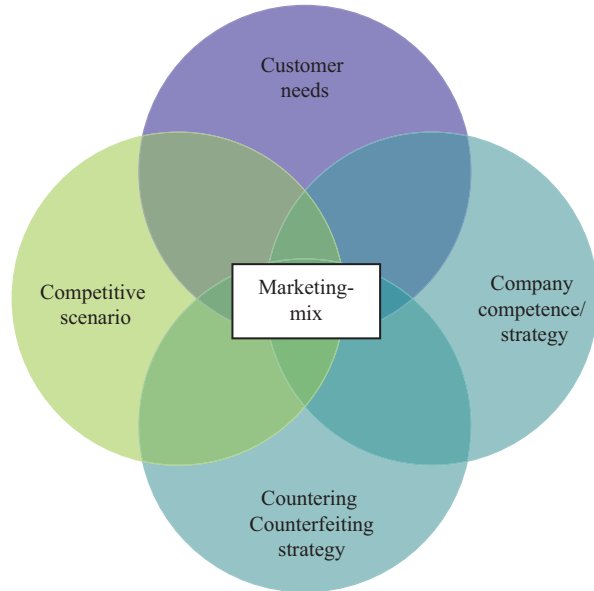 Customer
needs
Competitive
scenario
Marketing-
mix
Company
competence/
strategy
Countering
Counterfeiting
strategy